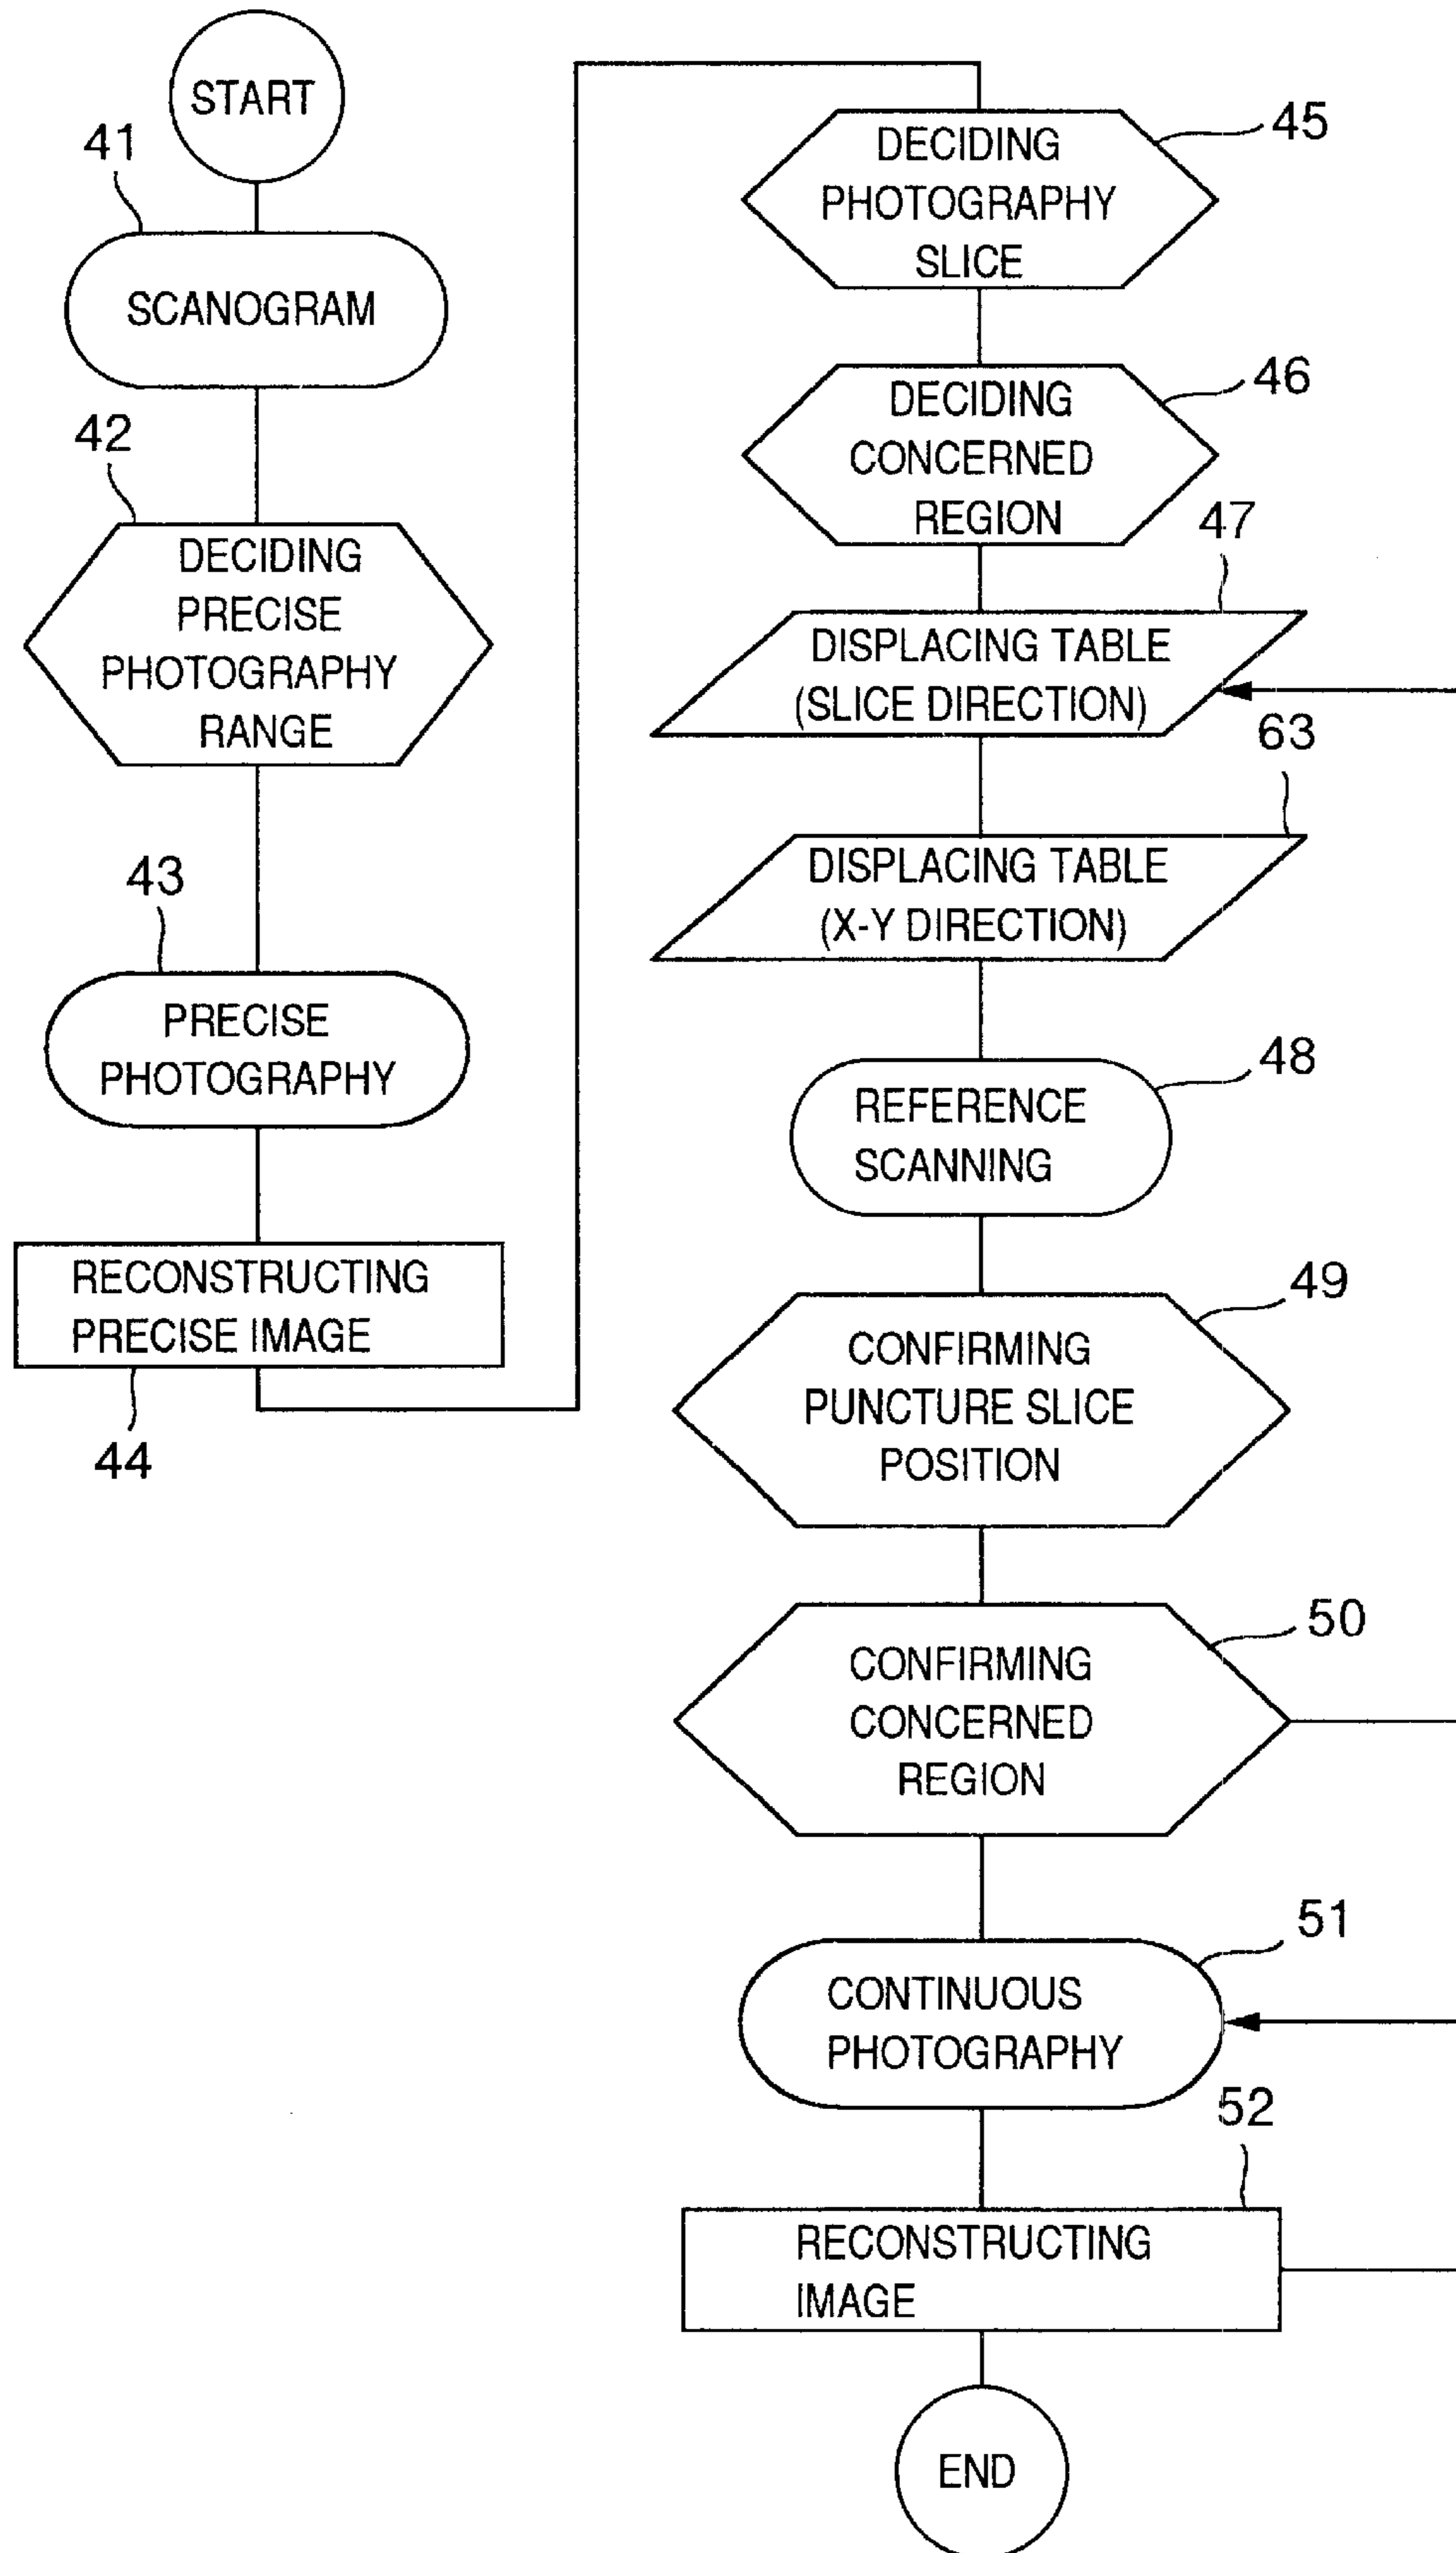 START
41
SCANOGRAM
42
DECIDING
PRECISE
PHOTOGRAPHY
RANGE
43
PRECISE
PHOTOGRAPHY
RECONSTRUCTING
PRECISE IMAGE
44
45
DECIDING
PHOTOGRAPHY
SLICE
46
DECIDING
CONCERNED
REGION
47
DISPLACING TABLE
(SLICE DIRECTION)
63
DISPLACING TABLE
(X-Y DIRECTION)
48
REFERENCE
SCANNING
49
CONFIRMING
PUNCTURE SLICE
POSITION
50
CONFIRMING
CONCERNED
REGION
51
CONTINUOUS
PHOTOGRAPHY
52
RECONSTRUCTING
IMAGE
END